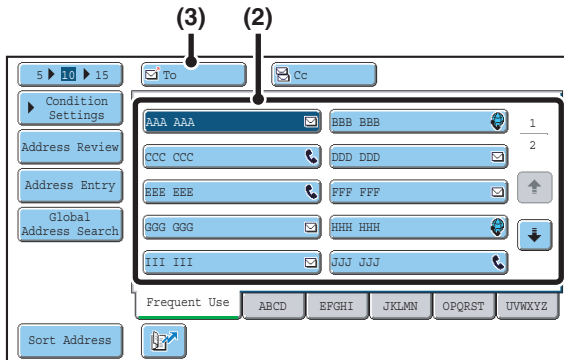 (3) (2)
5 10 15
To
Cc
Condition
Settings
Address Review
Address Entry
Global
Address Search
AAA AAA
BBB BBB
CCC CCC
DDD DDD
EEE EEE
FFF FFF
GGG GGG
HHH HHH
III III
JJJ JJJ
1
2
Frequent Use
ABCD
EFGHI
JKLMN
OPQRST
UVWXYZ
Sort Address